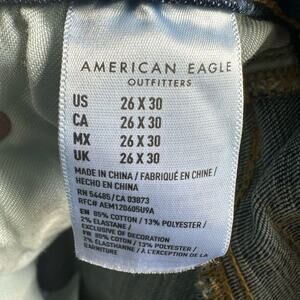 AMERICAN EAGLE
OUTFITTERS
US 26 X 30
CA 26 X 30
MX 26 X 30
UK 26 X 30
MADE IN CHINA / FABRIQUÉ EN CHINE /
HECHO EN CHINA
RN 54485 / CA 03873
RFC# AEM120605U9A
EN 85% COTTON / 13% POLYESTER /
2% ELASTANE /
EXCLUSIVE OF DECORATION
FR 85% COTON / 13% POLYESTER /
2% ÉLASTHANNE / À L'EXCEPTION DE LA
GARNITURE